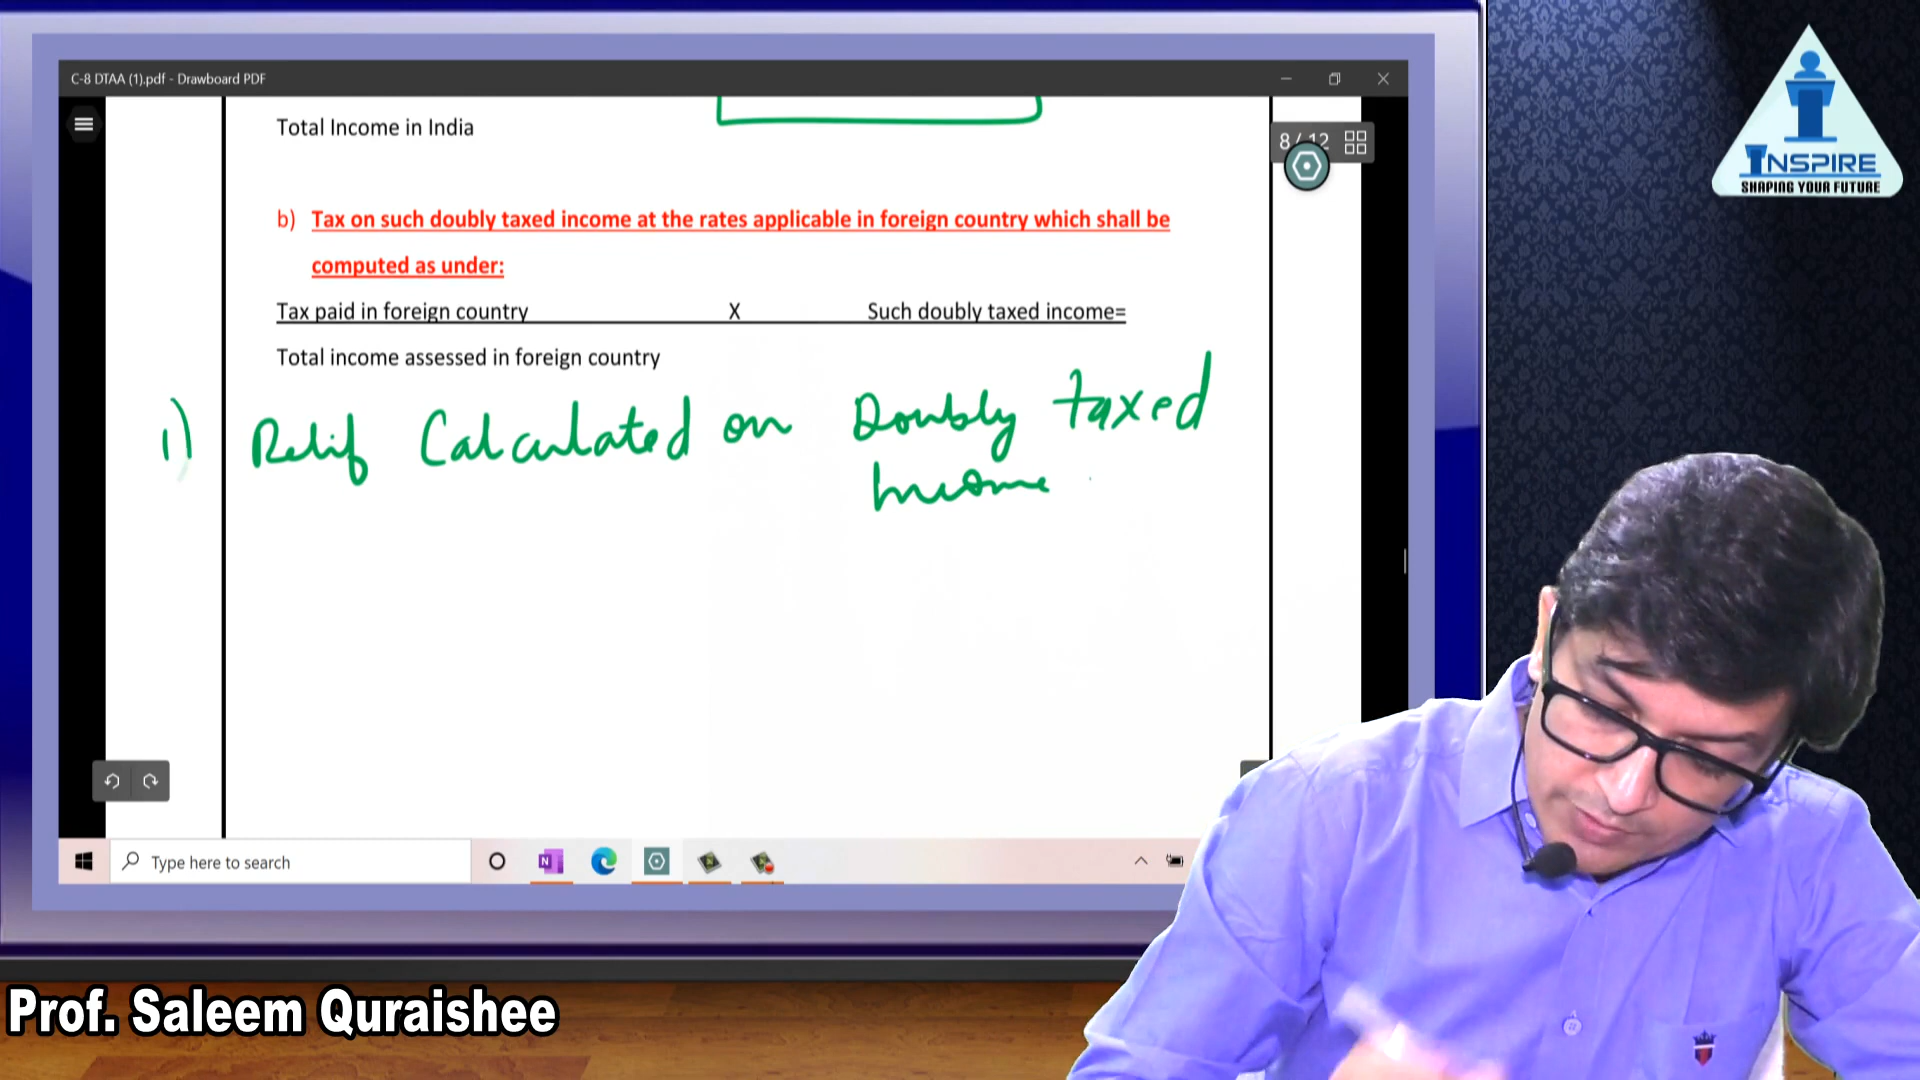 C-8 DTAA (1).pdf - Drawboard PDF
Total Income in India
8 / 12
INSPIRE
SHAPING YOUR FUTURE
b) Tax on such doubly taxed income at the rates applicable in foreign country which shall be
computed as under:
Tax paid in foreign country X Such doubly taxed income=
Total income assessed in foreign country
1) Relif Calculated on Doubly taxed
Income
Type here to search
Prof. Saleem Quraishee